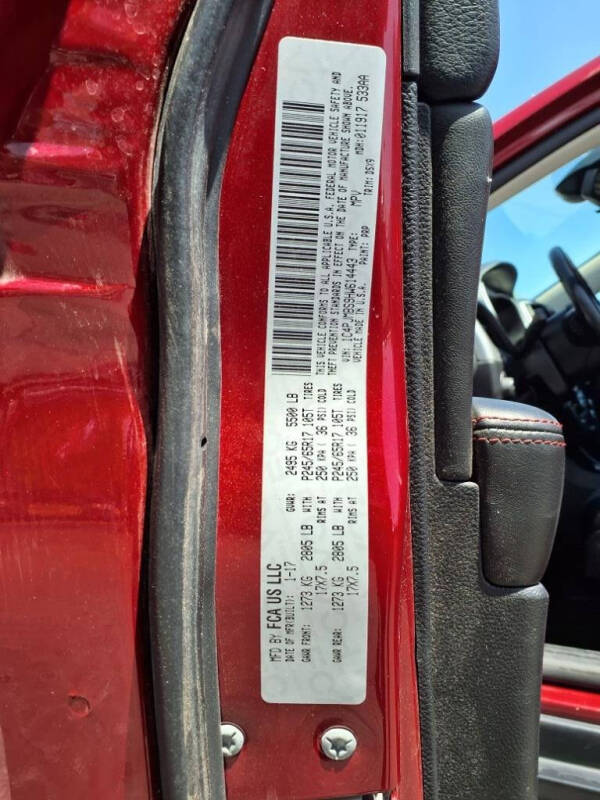 MFD BY FCA US LLC
DATE OF MFR(BUILT): 1-17 GVWR: 2495 KG 5500 LB
GAWR FRONT: 1273 KG 2805 LB WITH P245/65R17 105T TIRES
17X7.5 RIMS AT 250 KPA ( 36 PSI) COLD
GAWR REAR: 1273 KG 2805 LB WITH P245/65R17 105T TIRES
17X7.5 RIMS AT 250 KPA ( 36 PSI) COLD
THIS VEHICLE CONFORMS TO ALL APPLICABLE U.S.A. FEDERAL MOTOR VEHICLE SAFETY AND
THEFT PREVENTION STANDARDS IN EFFECT ON THE DATE OF MANUFACTURE SHOWN ABOVE.
VIN: 1C4PJMBS9HW614443 TYPE: MPV MDH:011917 533AA
VEHICLE MADE IN U.S.A. PAINT: PRP TRIM: DSX9